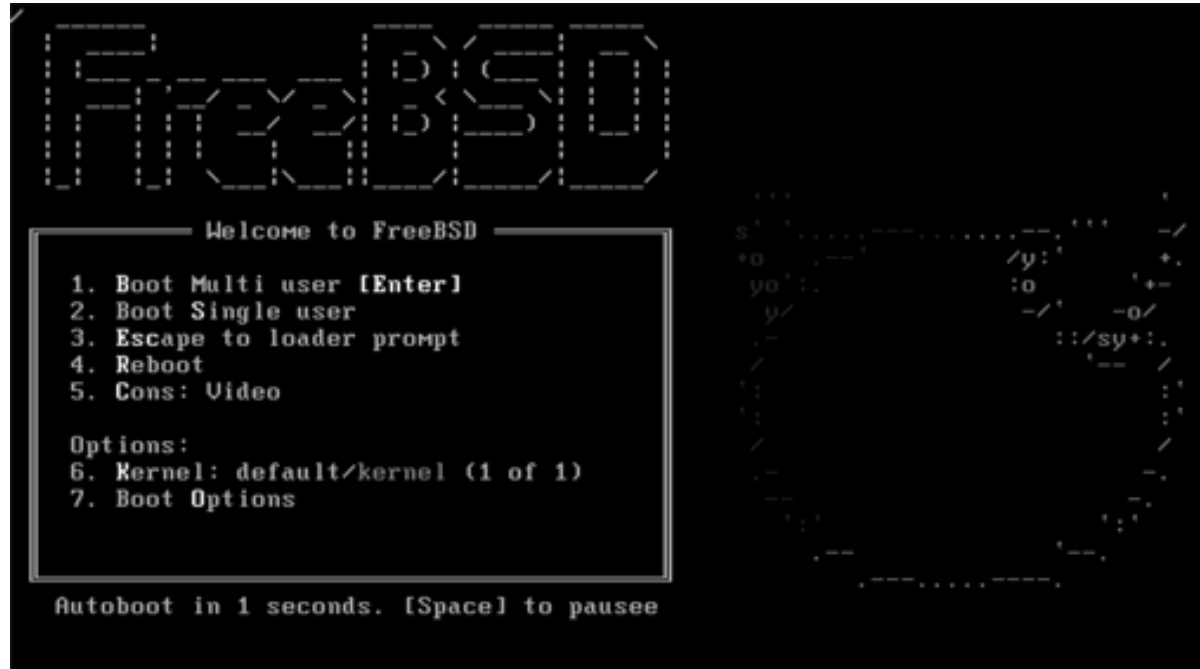 FreeBSD
Welcome to FreeBSD
1. Boot Multi user [Enter]
2. Boot Single user
3. Escape to loader prompt
4. Reboot
5. Cons: Video
Options:
6. Kernel: default/kernel (1 of 1)
7. Boot Options
Autoboot in 1 seconds. [Space] to pausee